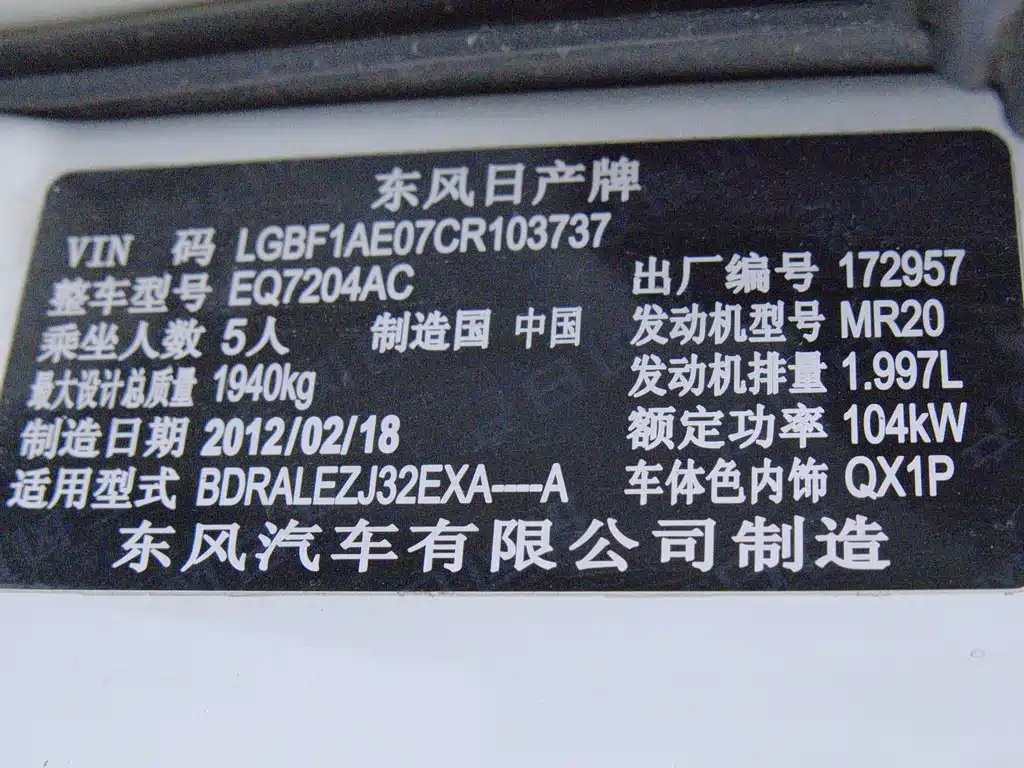 东风日产牌
VIN 码 LGBF1AE07CR103737
整车型号 EQ7204AC 出厂编号 172957
乘坐人数 5人 制造国 中国 发动机型号 MR20
最大设计总质量 1940kg 发动机排量 1.997L
制造日期 2012/02/18 额定功率 104kW
适用型式 BDRALEZJ32EXA----A 车体色内饰 QX1P
东风汽车有限公司制造